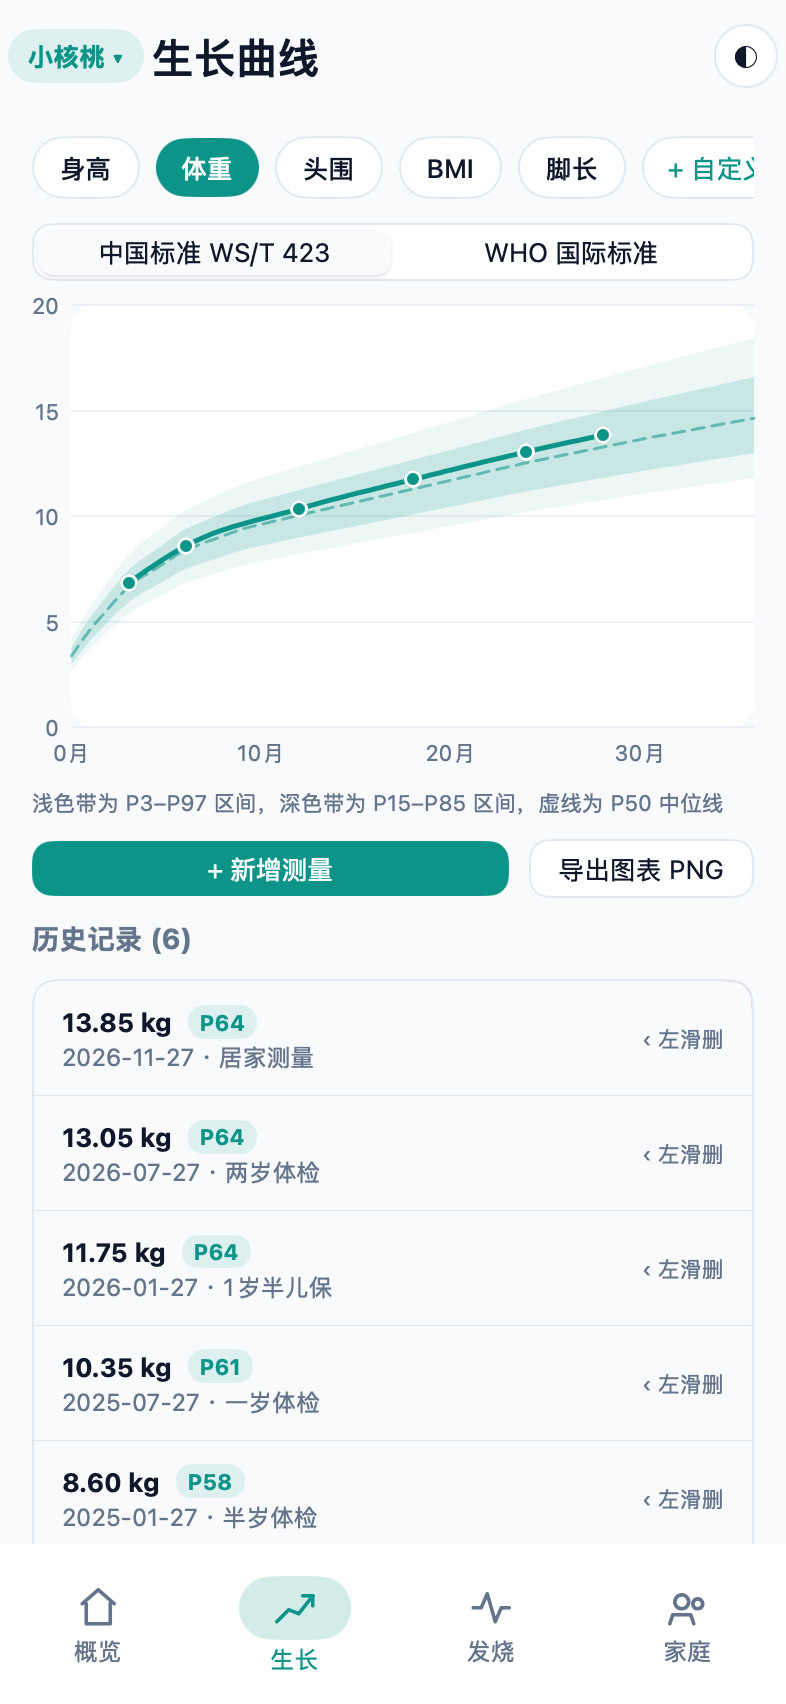 小核桃 ▾ 生长曲线
身高 体重 头围 BMI 脚长 + 自定义
中国标准 WS/T 423 WHO 国际标准
20
15
10
5
0
0月 10月 20月 30月
浅色带为 P3–P97 区间，深色带为 P15–P85 区间，虚线为 P50 中位线
+ 新增测量 导出图表 PNG
历史记录 (6)
13.85 kg P64
2026-11-27 · 居家测量
‹ 左滑删
13.05 kg P64
2026-07-27 · 两岁体检
‹ 左滑删
11.75 kg P64
2026-01-27 · 1岁半儿保
‹ 左滑删
10.35 kg P61
2025-07-27 · 一岁体检
‹ 左滑删
8.60 kg P58
2025-01-27 · 半岁体检
‹ 左滑删
概览 生长 发烧 家庭